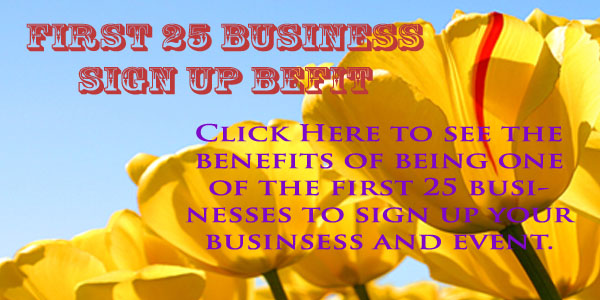 FIRST 25 BUSINESS
SIGN UP BEFIT
CLICK HERE TO SEE THE
BENEFITS OF BEING ONE
OF THE FIRST 25 BUSI-
NESSES TO SIGN UP YOUR
BUSINSESS AND EVENT.